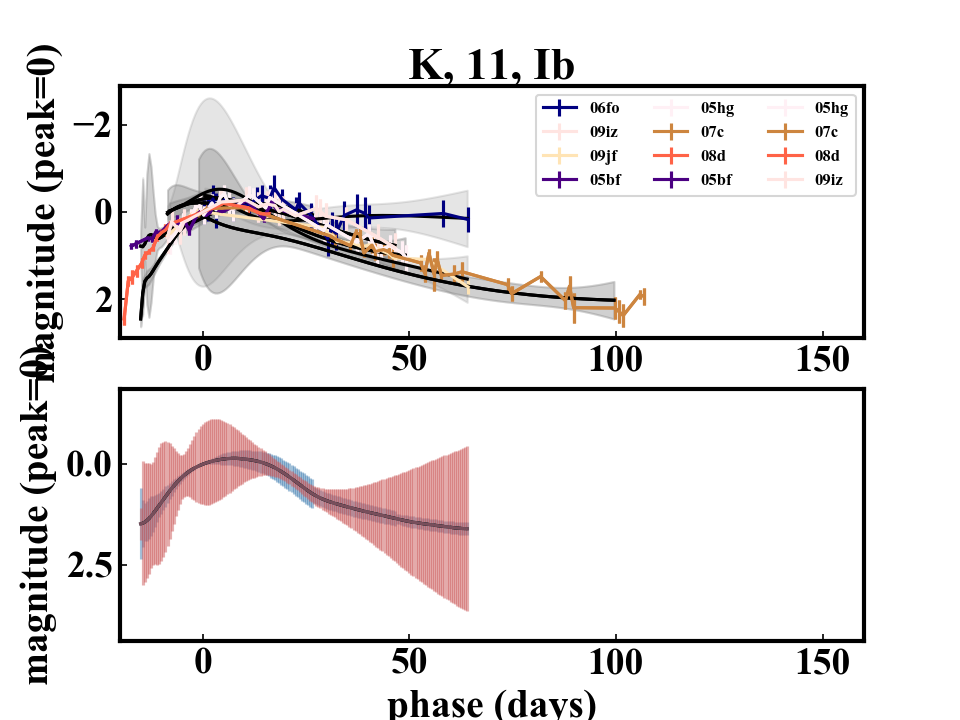 K, 11, Ib
magnitude (peak=0)
−2
0
2
06fo 05hg 05hg
09iz 07c 07c
09jf 08d 08d
05bf 05bf 09iz
0 50 100 150
magnitude (peak=0)
0.0
2.5
0 50 100 150
phase (days)